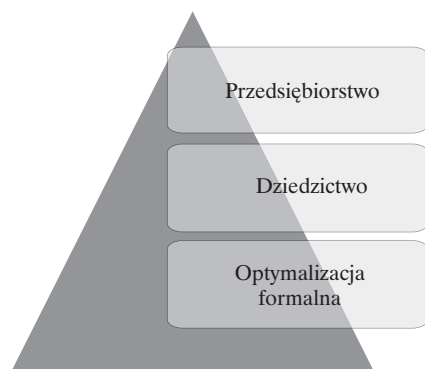 Przedsiębiorstwo
Dziedzictwo
Optymalizacja
formalna